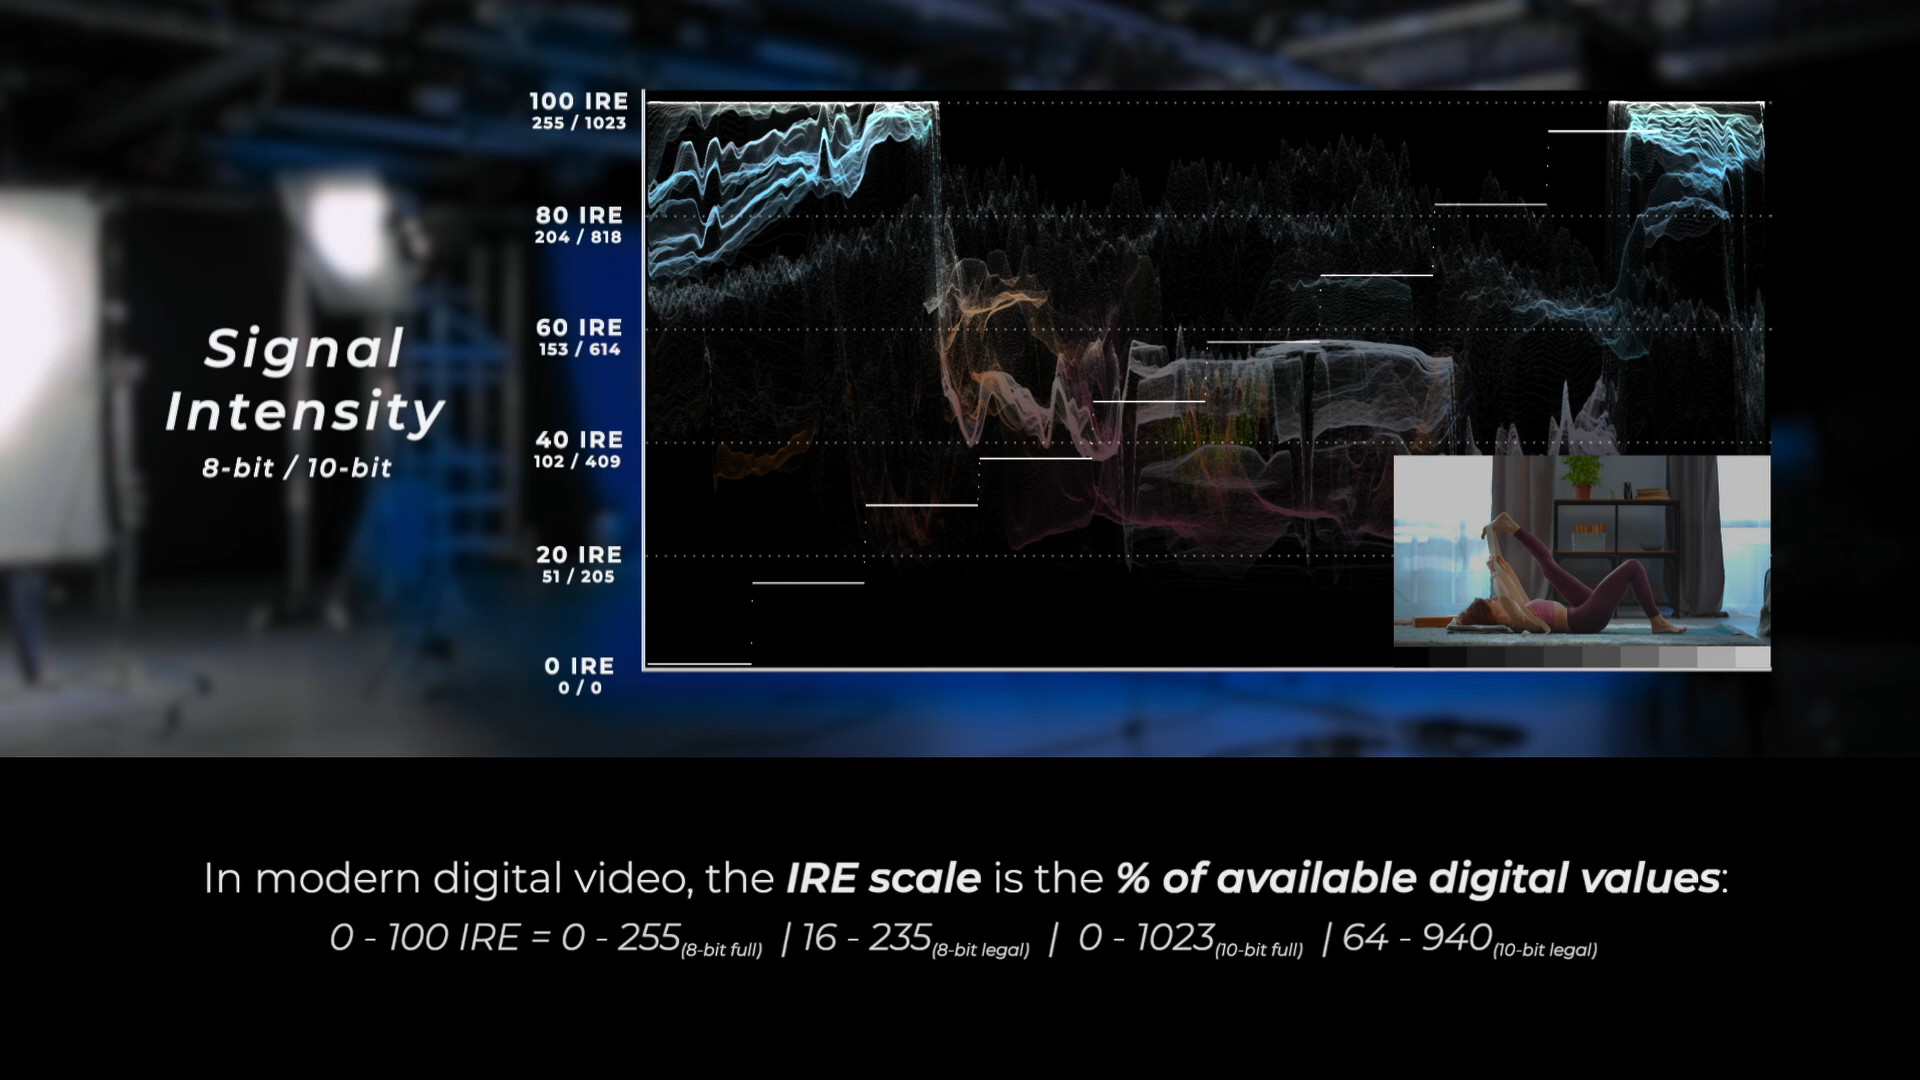 Signal
Intensity
8-bit / 10-bit
100 IRE
255 / 1023
80 IRE
204 / 818
60 IRE
153 / 614
40 IRE
102 / 409
20 IRE
51 / 205
0 IRE
0 / 0
In modern digital video, the IRE scale is the % of available digital values:
0 - 100 IRE = 0 - 255(8-bit full) | 16 - 235(8-bit legal) | 0 - 1023(10-bit full) | 64 - 940(10-bit legal)